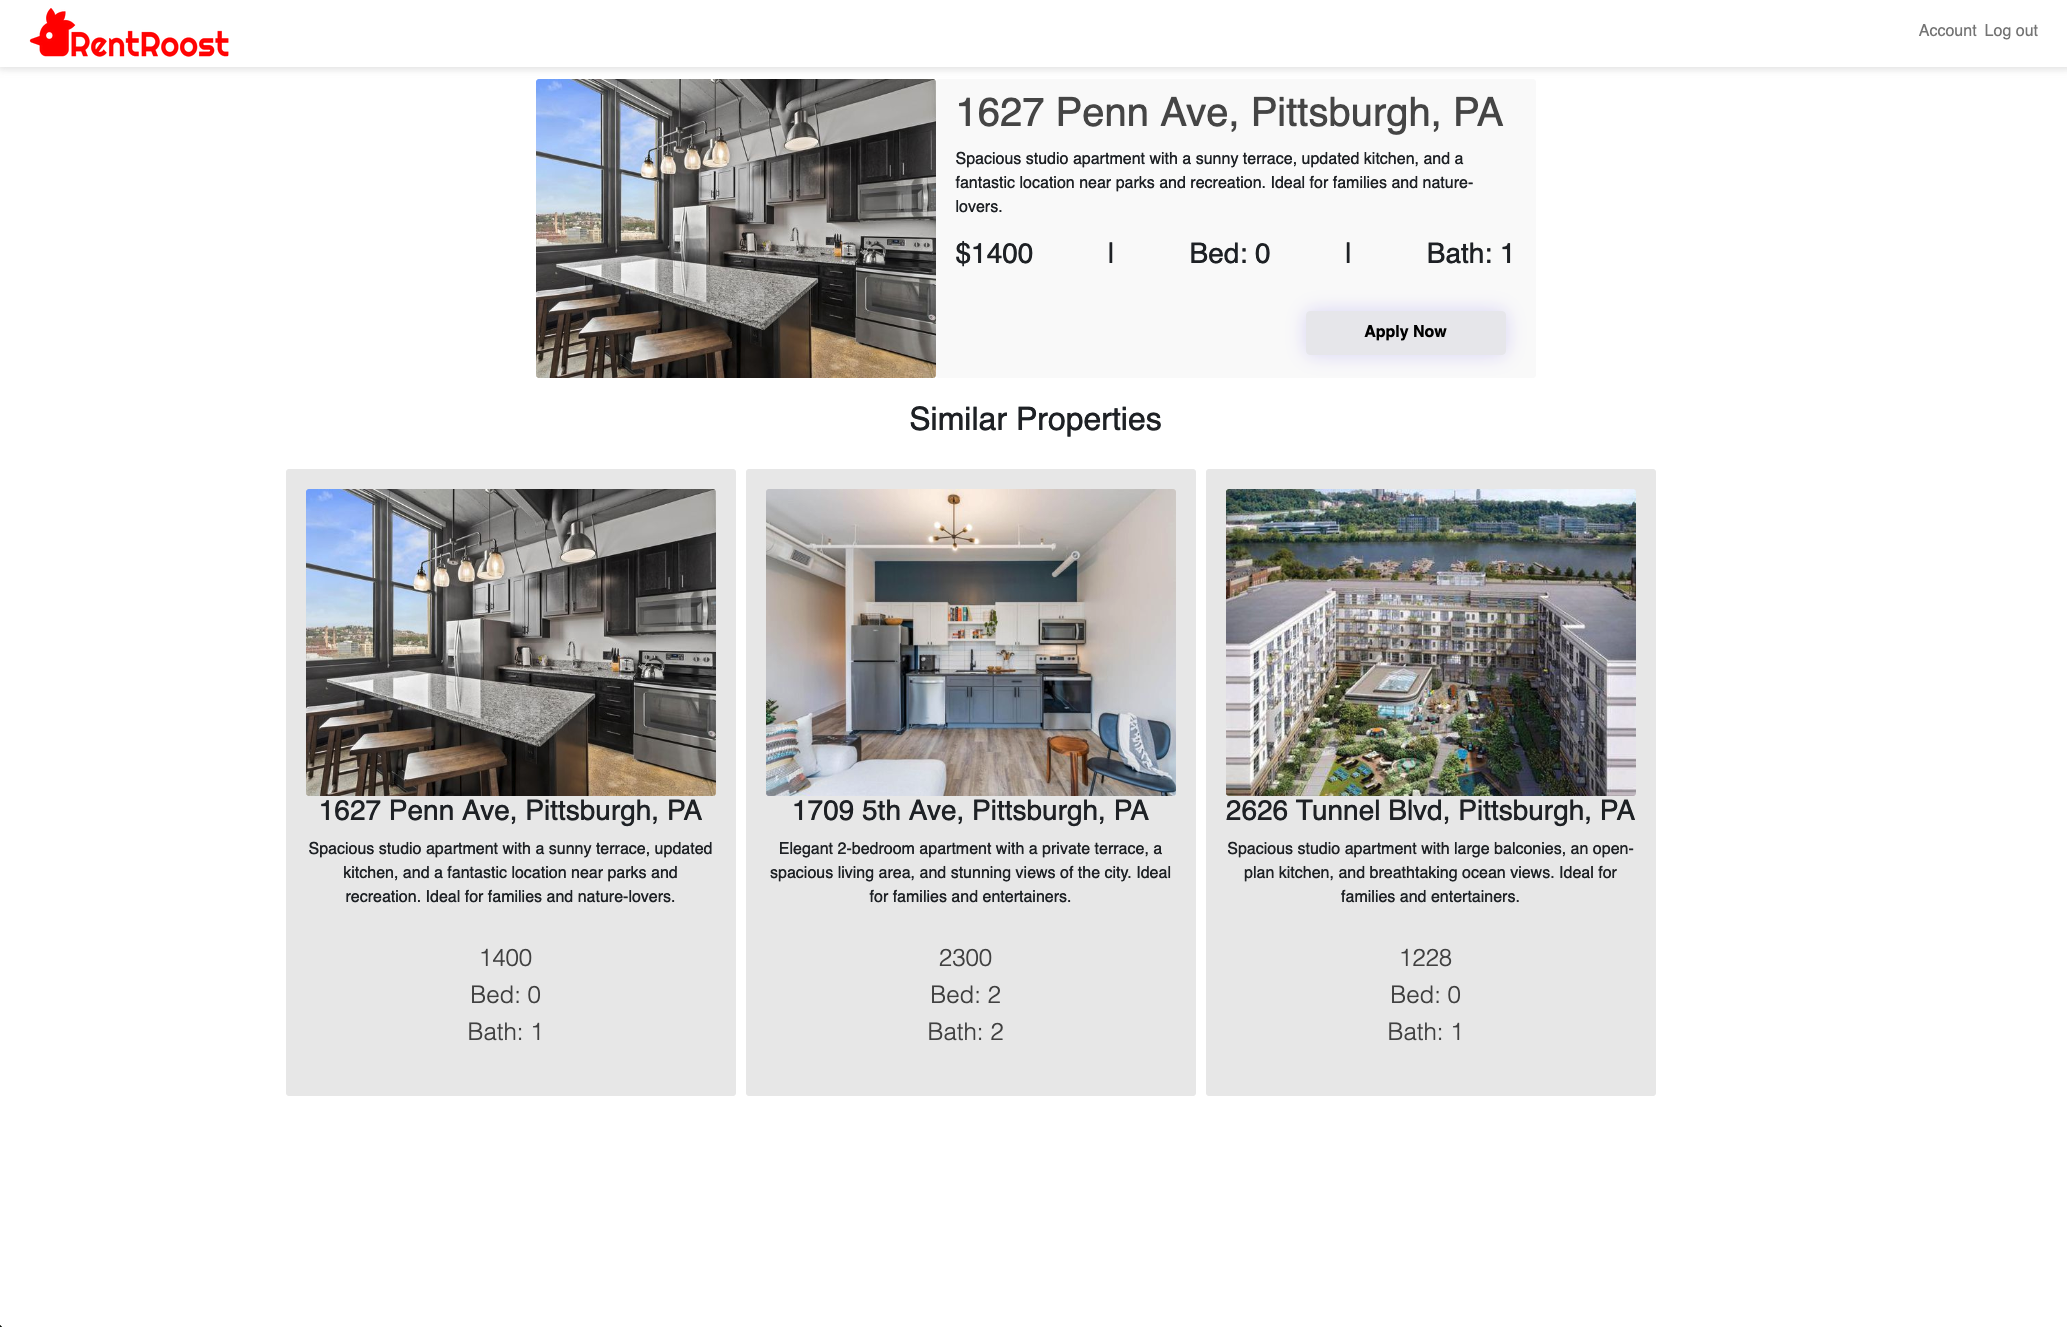 RentRoost
Account Log out
1627 Penn Ave, Pittsburgh, PA
Spacious studio apartment with a sunny terrace, updated kitchen, and a
fantastic location near parks and recreation. Ideal for families and nature-
lovers.
$1400 | Bed: 0 | Bath: 1
Apply Now
Similar Properties
1627 Penn Ave, Pittsburgh, PA
Spacious studio apartment with a sunny terrace, updated
kitchen, and a fantastic location near parks and
recreation. Ideal for families and nature-lovers.
1400
Bed: 0
Bath: 1
1709 5th Ave, Pittsburgh, PA
Elegant 2-bedroom apartment with a private terrace, a
spacious living area, and stunning views of the city. Ideal
for families and entertainers.
2300
Bed: 2
Bath: 2
2626 Tunnel Blvd, Pittsburgh, PA
Spacious studio apartment with large balconies, an open-
plan kitchen, and breathtaking ocean views. Ideal for
families and entertainers.
1228
Bed: 0
Bath: 1